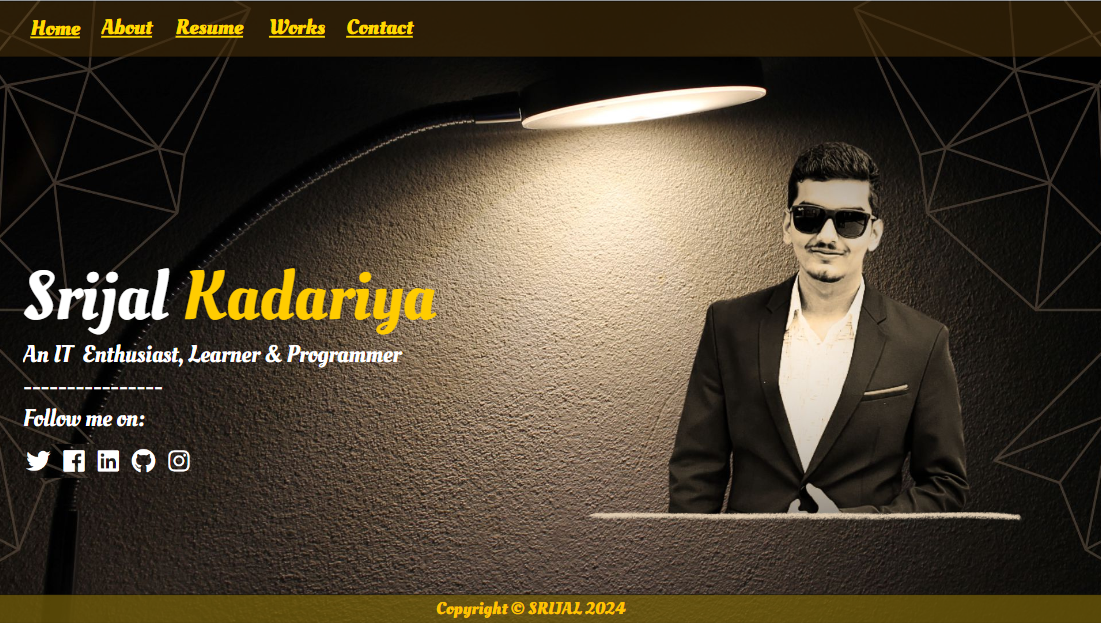 Home About Resume Works Contact
Srijal Kadariya
An IT Enthusiast, Learner & Programmer
----------------
Follow me on:
Copyright © SRIJAL 2024